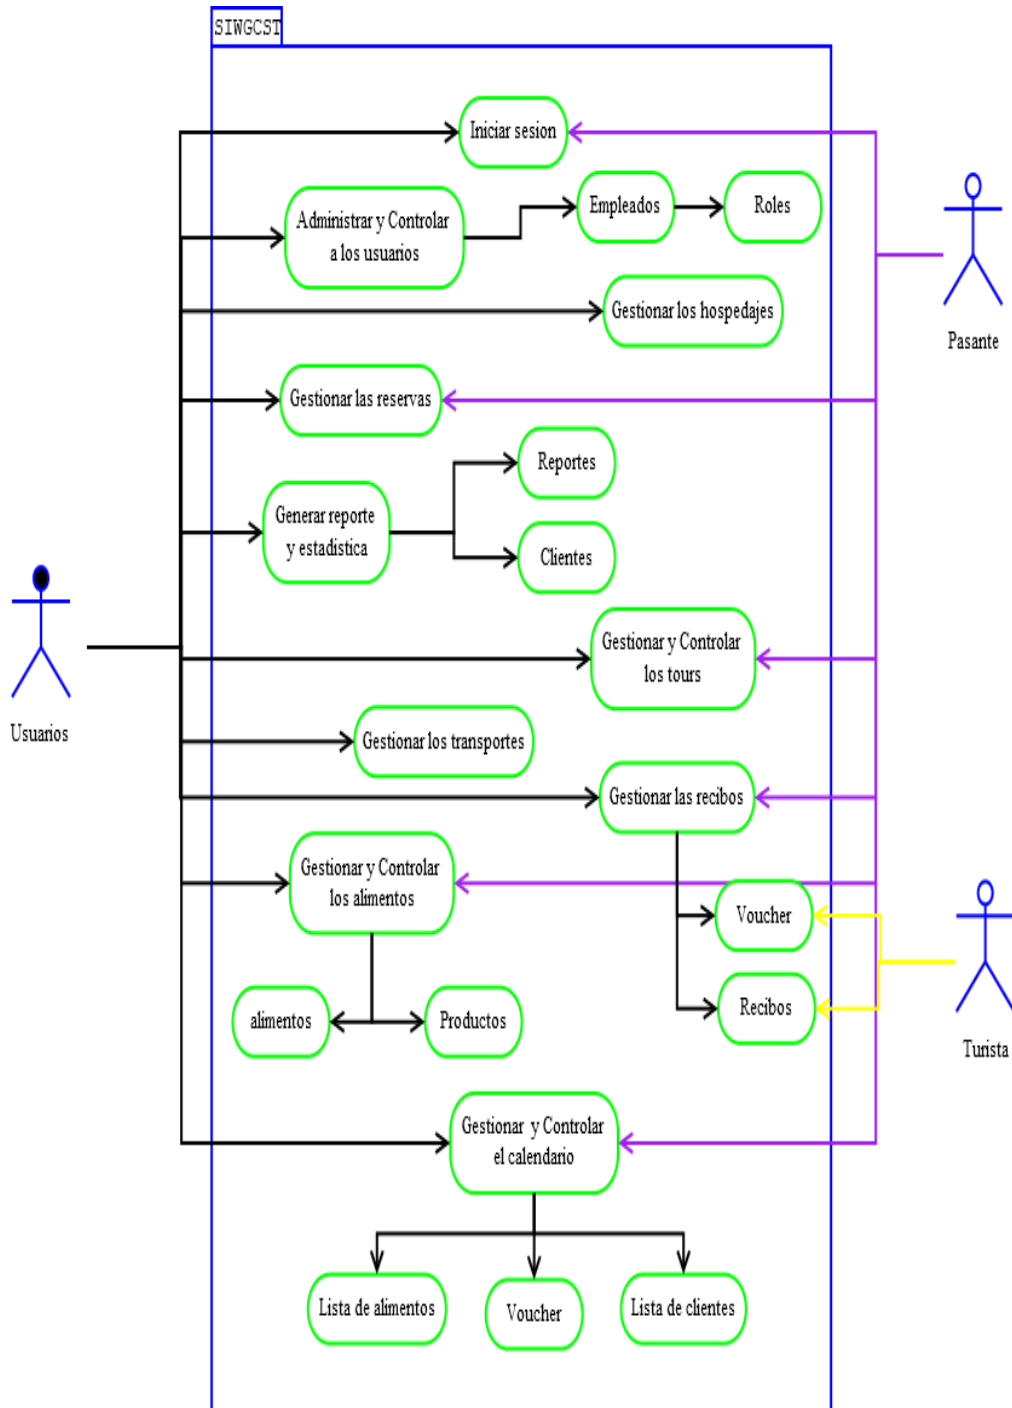 SIWGCST
Iniciar sesion
Administrar y Controlar
a los usuarios
Empleados
Roles
Gestionar los hospedajes
Pasante
Gestionar las reservas
Reportes
Generar reporte
y estadistica
Clientes
Usuarios
Gestionar y Controlar
los tours
Gestionar los transportes
Gestionar las recibos
Gestionar y Controlar
los alimentos
Voucher
Recibos
Turista
alimentos
Productos
Gestionar y Controlar
el calendario
Lista de alimentos
Voucher
Lista de clientes